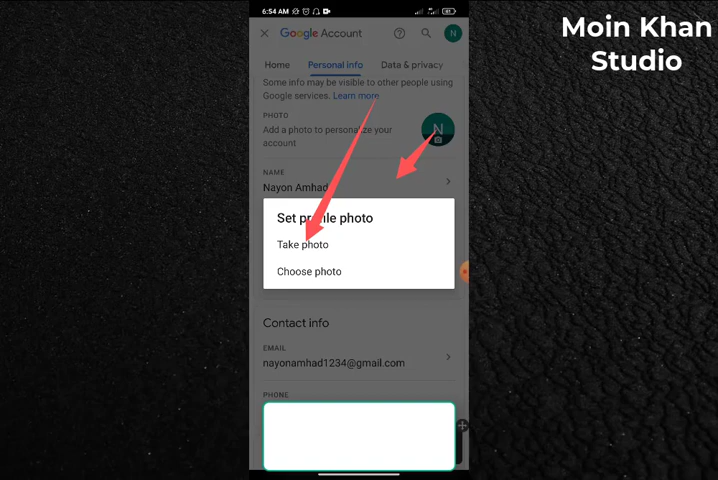 6:54 AM
Moin Khan
Studio
Google Account
N
Home Personal info Data & privacy
Some info may be visible to other people using
Google services. Learn more
PHOTO
Add a photo to personalize your
account
N
NAME
Nayon Amhad
Set profile photo
Take photo
Choose photo
Contact info
EMAIL
nayonamhad1234@gmail.com
PHONE